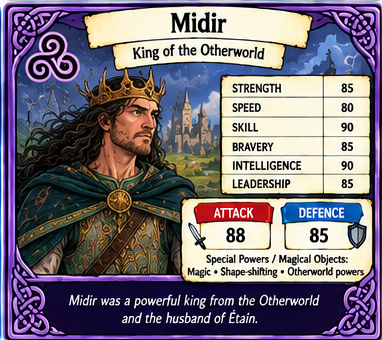 Midir
King of the Otherworld
STRENGTH 85
SPEED 80
SKILL 90
BRAVERY 85
INTELLIGENCE 90
LEADERSHIP 85
ATTACK DEFENCE
88 85
Special Powers / Magical Objects:
Magic • Shape-shifting • Otherworld powers
Midir was a powerful king from the Otherworld
and the husband of Étain.